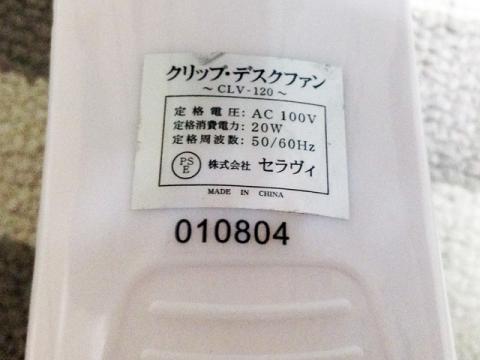 クリップ・デスクファン
～CLV-120～
定格電圧: AC 100V
定格消費電力: 20W
定格周波数: 50/60Hz
PS
E
株式会社 セラヴィ
MADE IN CHINA
010804